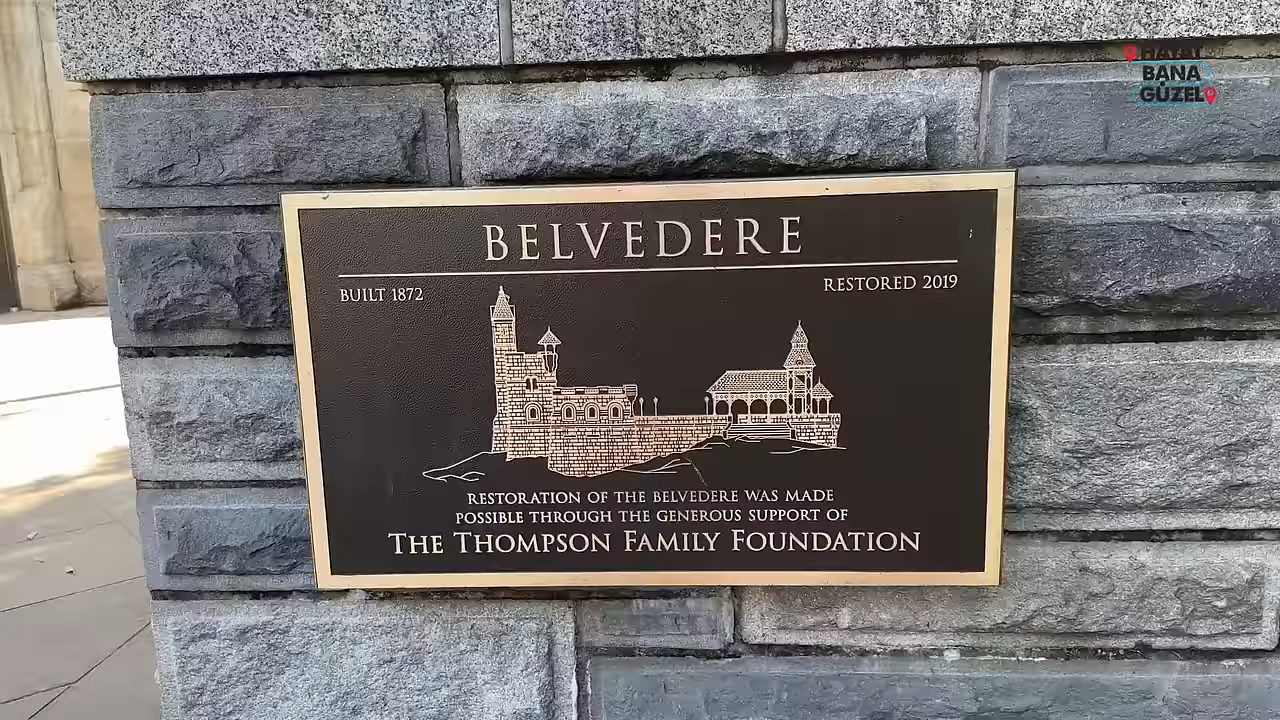 HAYAT
BANA
GÜZEL
BELVEDERE
BUILT 1872
RESTORED 2019
RESTORATION OF THE BELVEDERE WAS MADE
POSSIBLE THROUGH THE GENEROUS SUPPORT OF
THE THOMPSON FAMILY FOUNDATION